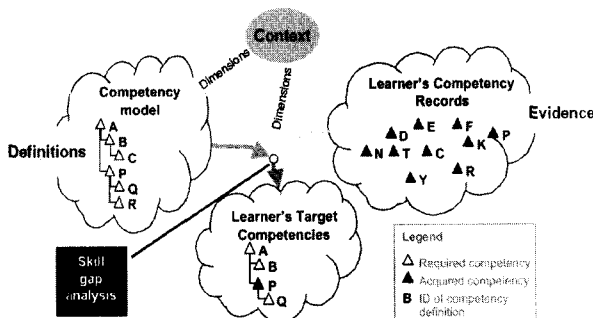 Context
Dimensions
Dimensions
Competency
model
A
B
C
P
Q
R
Definitions
Learner's Competency
Records
E
F
D
K
P
N
T
C
R
Y
Evidence
Learner's Target
Competencies
A
B
P
Q
Skill
gap
analysis
Legend
Required competency
Acquired competency
B ID of competency
definition